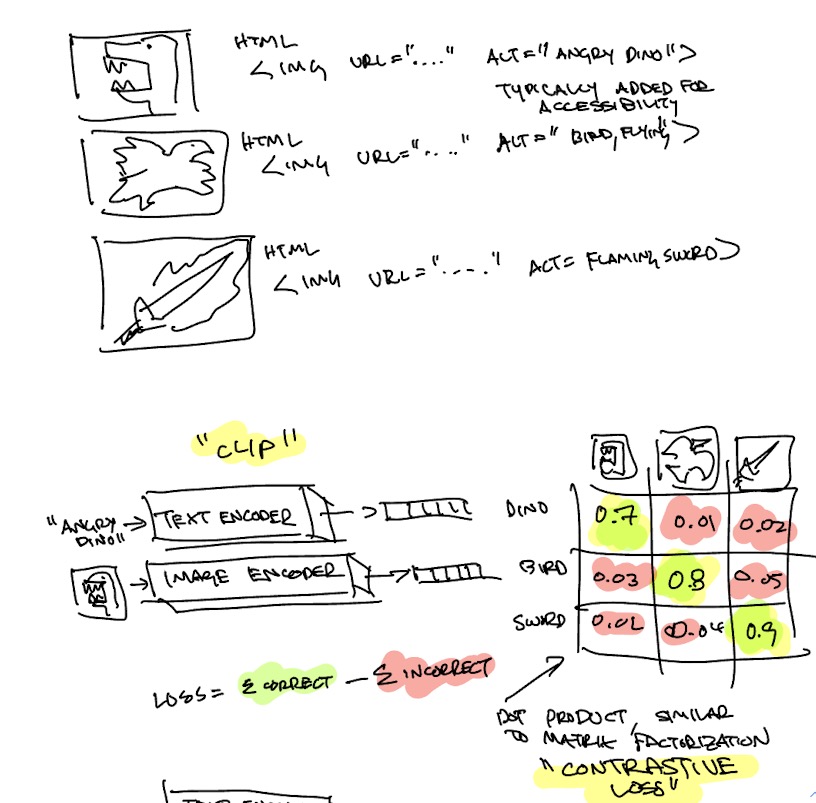 HTML
<IMG URL="...." ALT="ANGRY DINO">
TYPICALLY ADDED FOR
ACCESSIBILITY
HTML
<IMG URL="....." ALT="BIRD, FLYING">
HTML
<IMG URL="....." ALT= FLAMING SWORD>
"CLIP"
"ANGRY
DINO"
TEXT ENCODER
IMAGE ENCODER
DINO 0.7 0.01 0.02
BIRD 0.03 0.8 0.05
SWORD 0.02 0.04 0.9
LOSS = Σ CORRECT - Σ INCORRECT
DOT PRODUCT, SIMILAR
TO MATRIX FACTORIZATION
"CONTRASTIVE
LOSS"